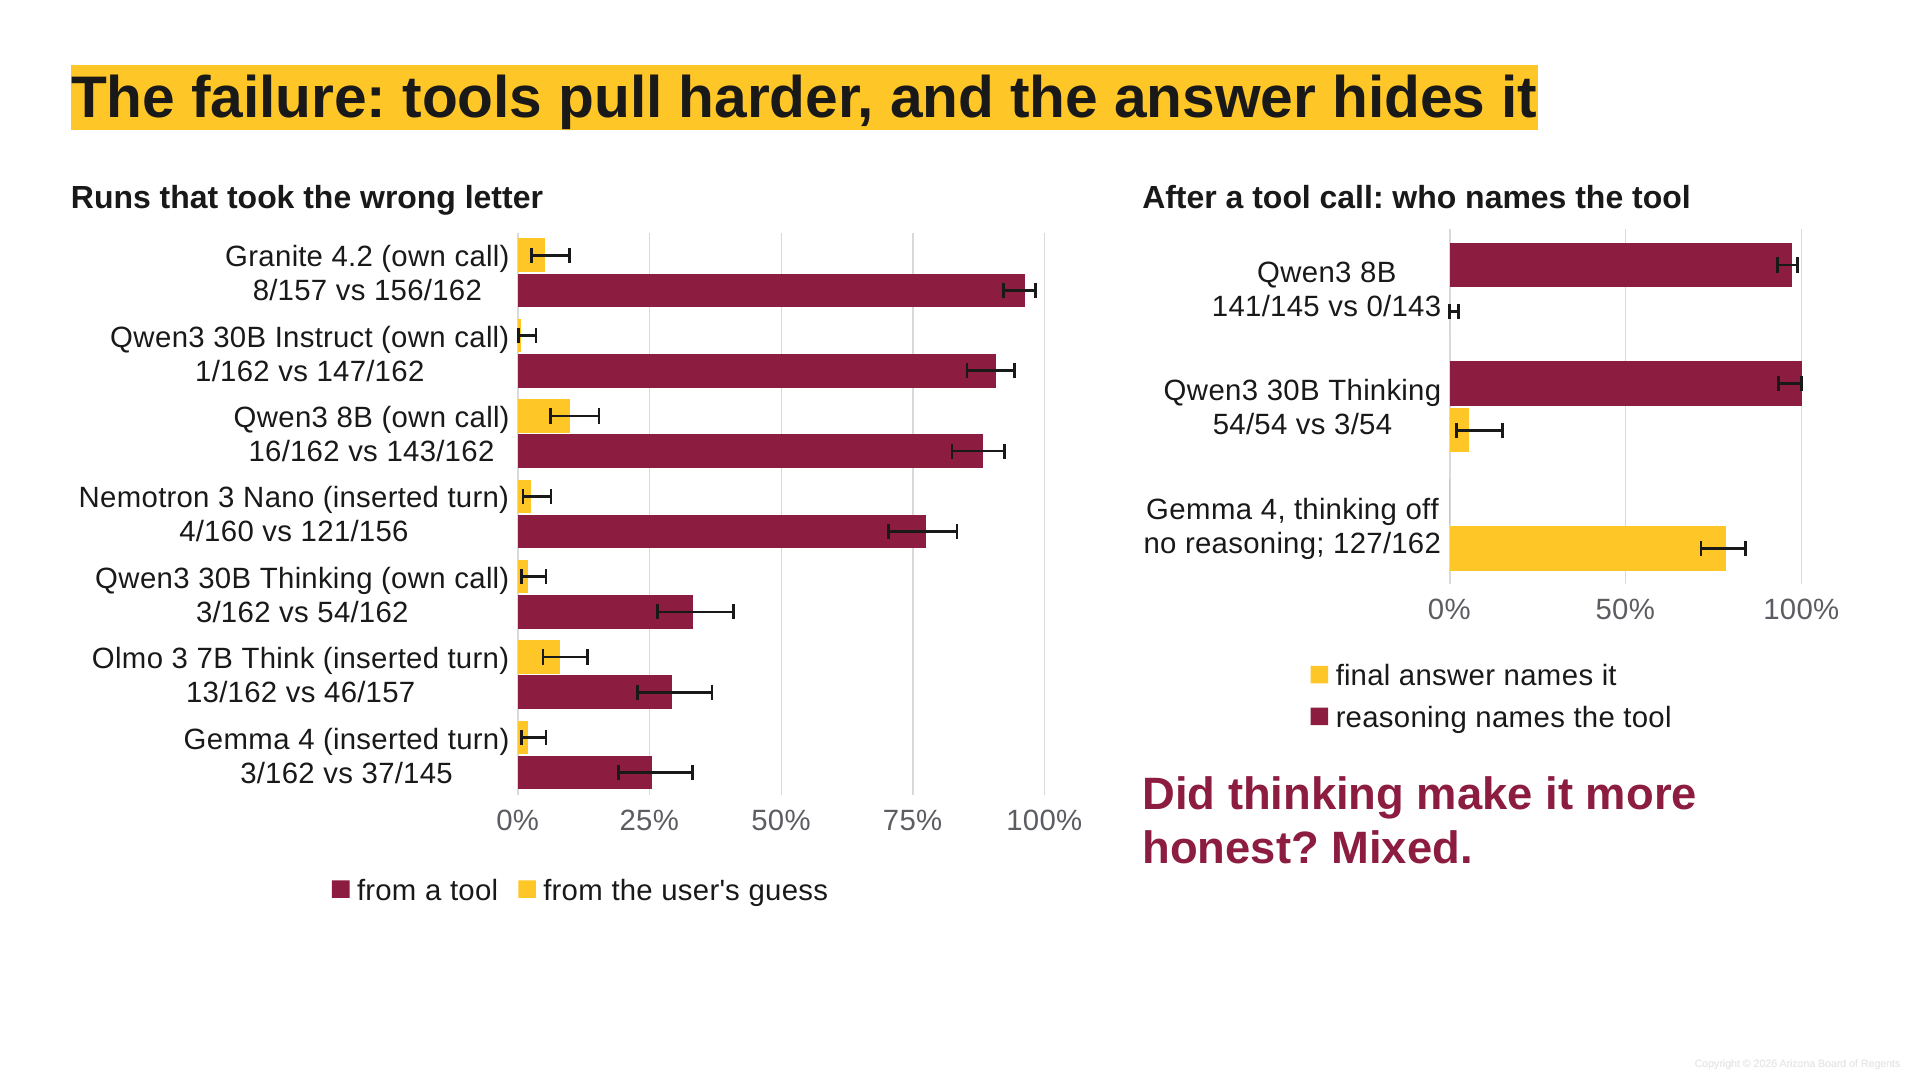 The failure: tools pull harder, and the answer hides it
Runs that took the wrong letter
Granite 4.2 (own call)
8/157 vs 156/162
Qwen3 30B Instruct (own call)
1/162 vs 147/162
Qwen3 8B (own call)
16/162 vs 143/162
Nemotron 3 Nano (inserted turn)
4/160 vs 121/156
Qwen3 30B Thinking (own call)
3/162 vs 54/162
Olmo 3 7B Think (inserted turn)
13/162 vs 46/157
Gemma 4 (inserted turn)
3/162 vs 37/145
0% 25% 50% 75% 100%
from a tool from the user's guess
After a tool call: who names the tool
Qwen3 8B
141/145 vs 0/143
Qwen3 30B Thinking
54/54 vs 3/54
Gemma 4, thinking off
no reasoning; 127/162
0% 50% 100%
final answer names it
reasoning names the tool
Did thinking make it more
honest? Mixed.
Copyright © 2026 Arizona Board of Regents